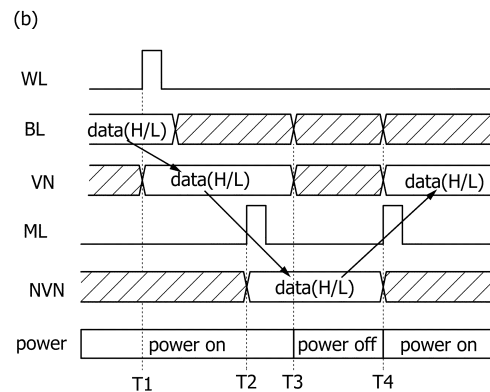 (b)
WL
BL data(H/L)
VN data(H/L) data(H/L)
ML
NVN data(H/L)
power power on power off power on
T1 T2 T3 T4